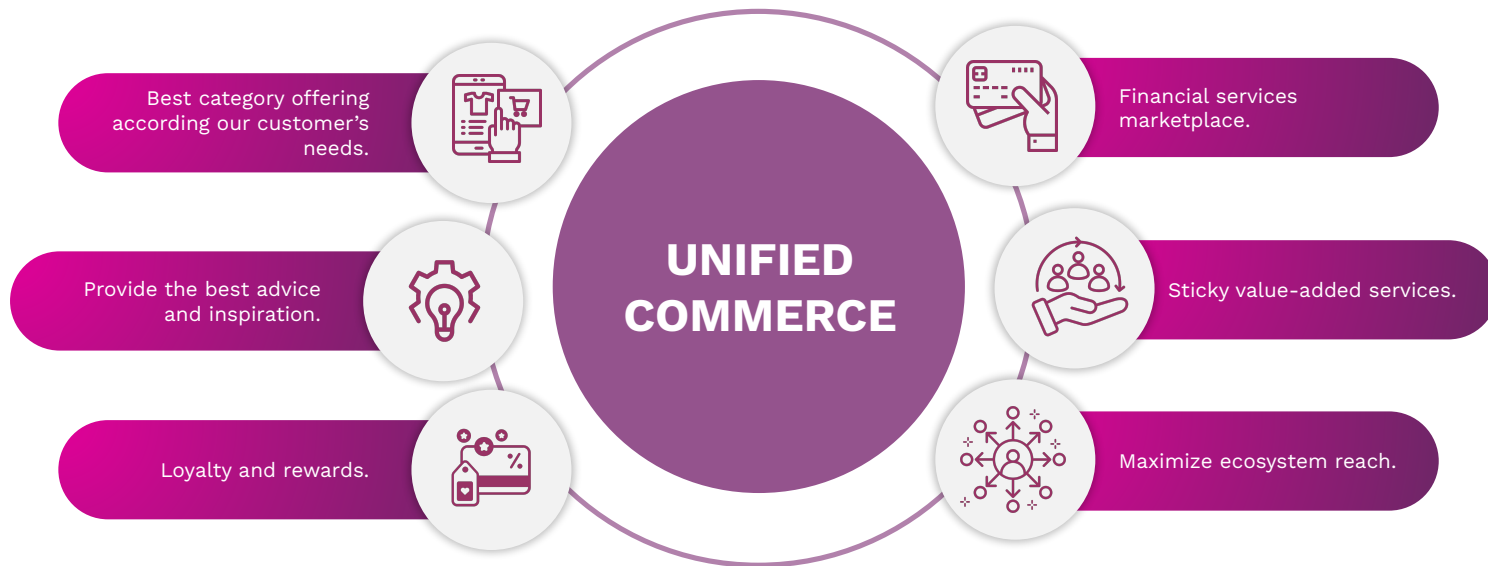 Best category offering
according our customer’s
needs.
Provide the best advice
and inspiration.
Loyalty and rewards.
UNIFIED
COMMERCE
Financial services
marketplace.
Sticky value-added services.
Maximize ecosystem reach.